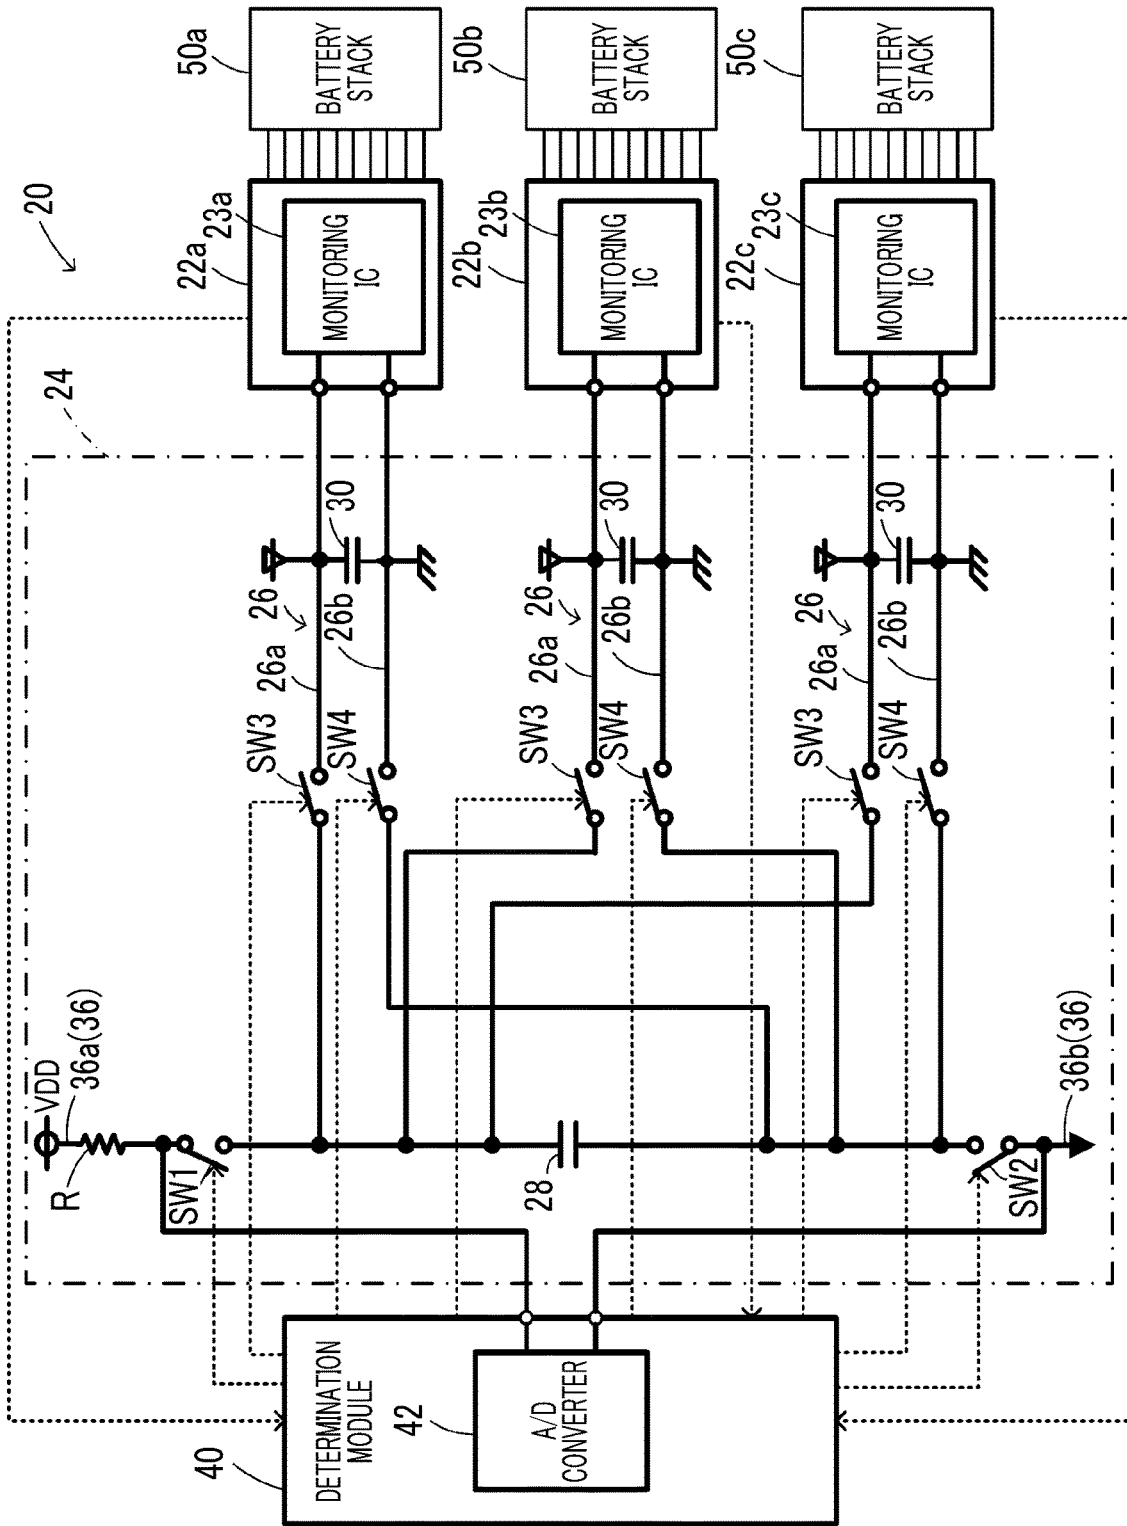 20
24
50a
BATTERY
STACK
22a
23a
MONITORING
IC
50b
BATTERY
STACK
22b
23b
MONITORING
IC
50c
BATTERY
STACK
22c
23c
MONITORING
IC
30
26
26a
26b
SW3
SW4
30
26
26a
26b
SW3
SW4
30
26
26a
26b
SW3
SW4
VDD
36a(36)
R
SW1
28
SW2
36b(36)
40
DETERMINATION
MODULE
42
A/D
CONVERTER